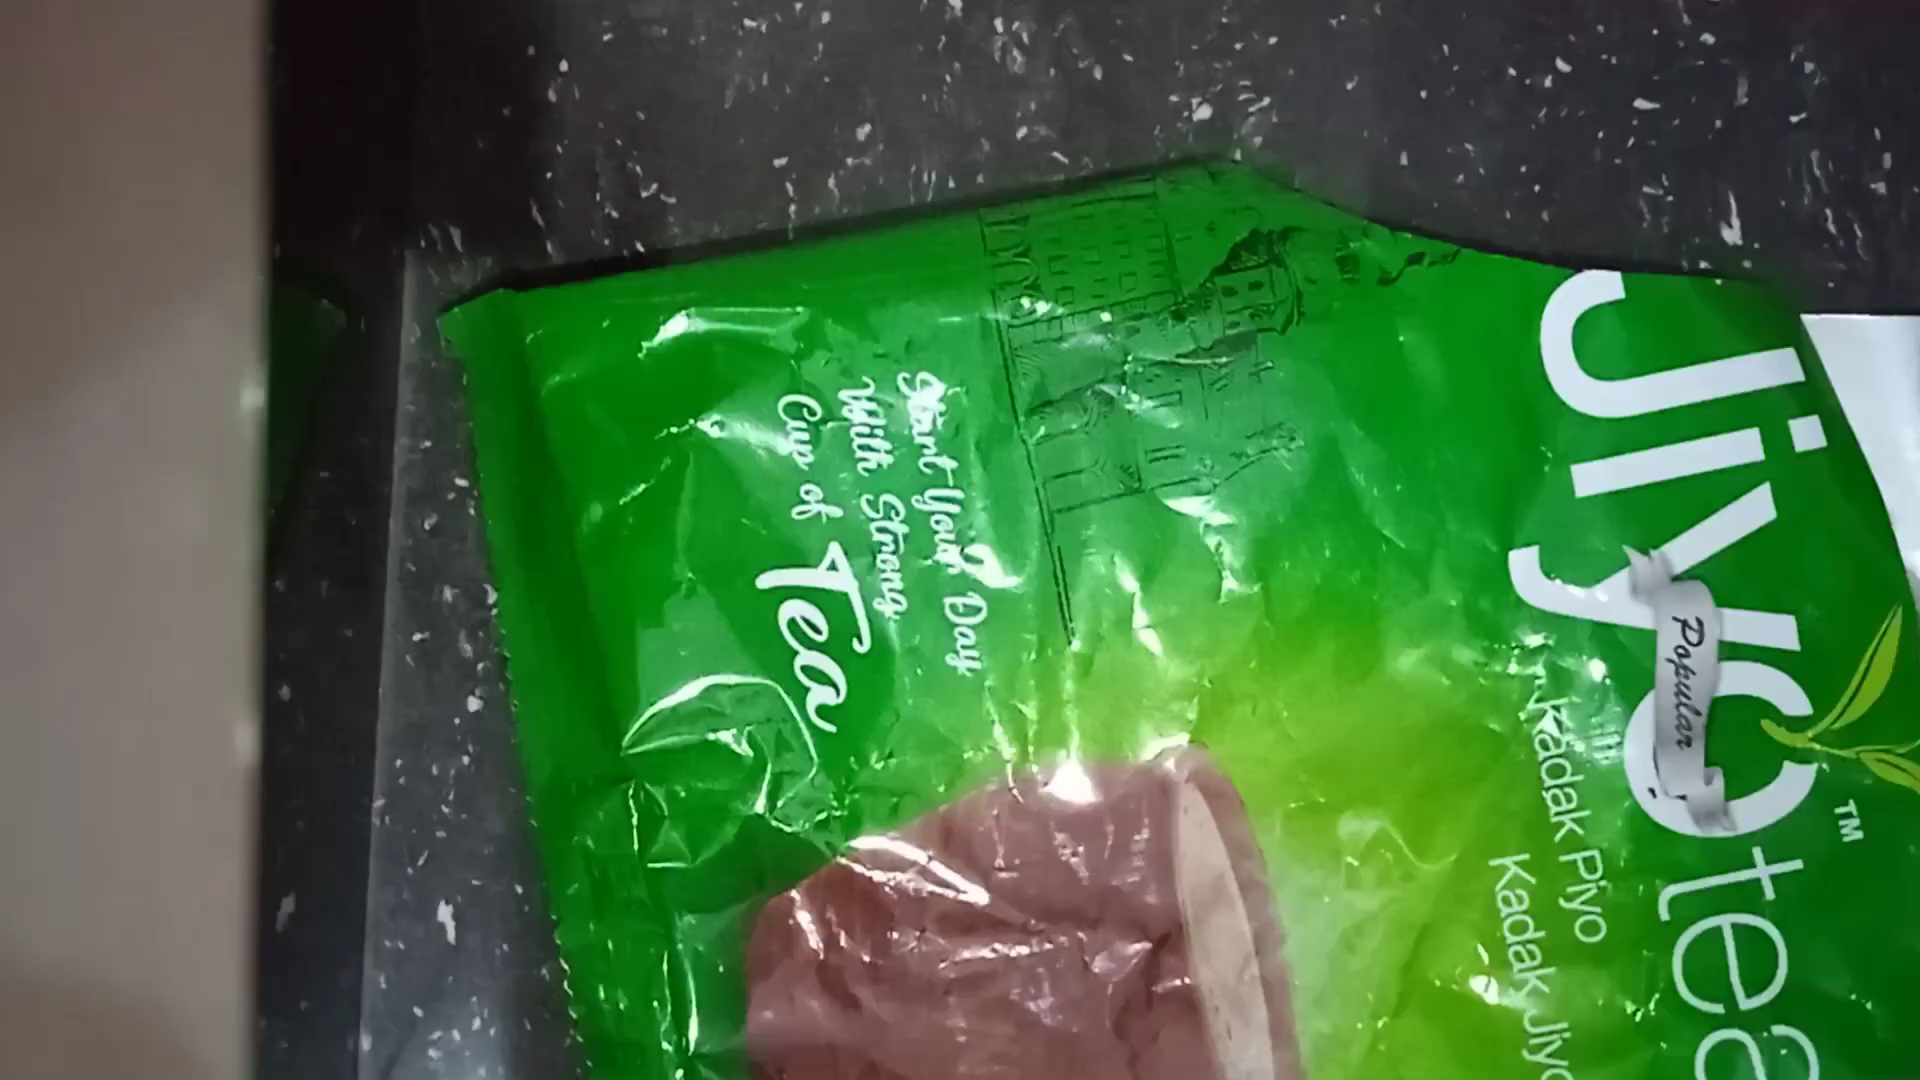 Jiyo
Popular
TM
tea
Kadak Piyo
Kadak Jiyo
Start Your Day
With Strong
Cup of
Tea